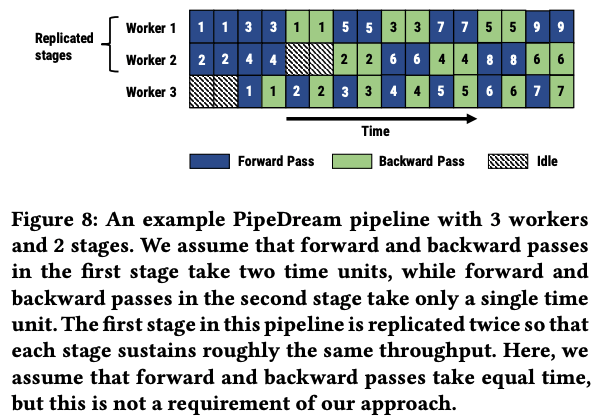 Replicated
stages
Worker 1 1 1 3 3 1 1 5 5 3 3 7 7 5 5 9 9
Worker 2 2 2 4 4 2 2 6 6 4 4 8 8 6 6
Worker 3 1 1 2 2 3 3 4 4 5 5 6 6 7 7
Time
Forward Pass Backward Pass Idle
Figure 8: An example PipeDream pipeline with 3 workers
and 2 stages. We assume that forward and backward passes
in the first stage take two time units, while forward and
backward passes in the second stage take only a single time
unit. The first stage in this pipeline is replicated twice so that
each stage sustains roughly the same throughput. Here, we
assume that forward and backward passes take equal time,
but this is not a requirement of our approach.